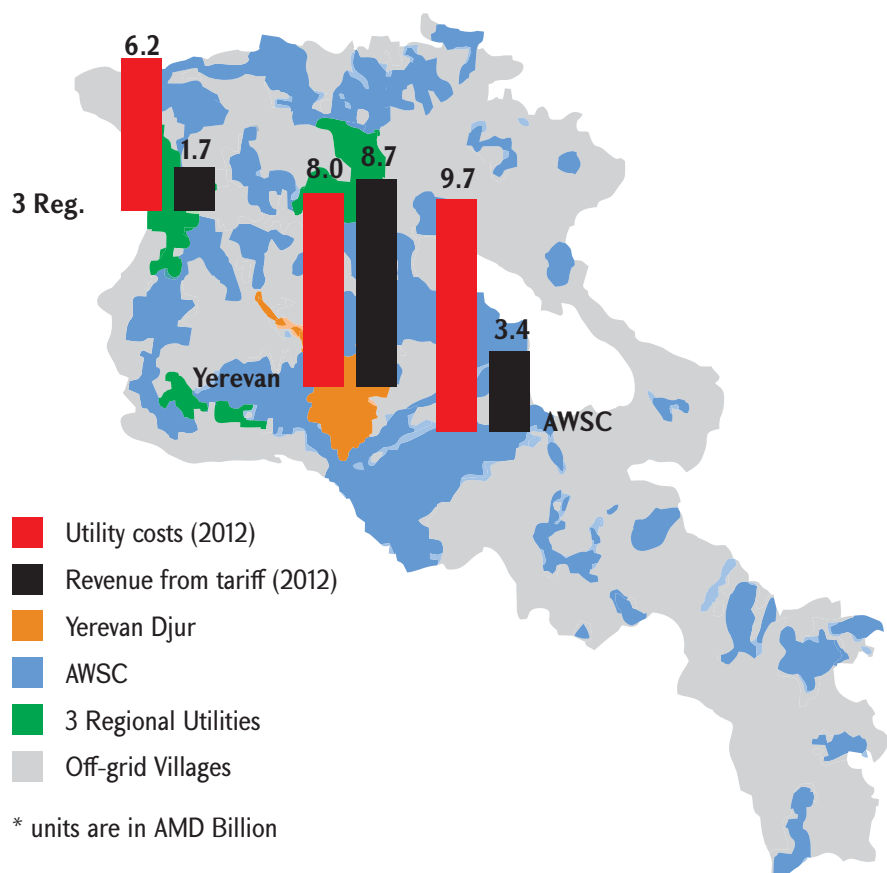 6.2
1.7
3 Reg.
8.0
8.7
9.7
3.4
Yerevan
AWSC
Utility costs (2012)
Revenue from tariff (2012)
Yerevan Djur
AWSC
3 Regional Utilities
Off-grid Villages
* units are in AMD Billion